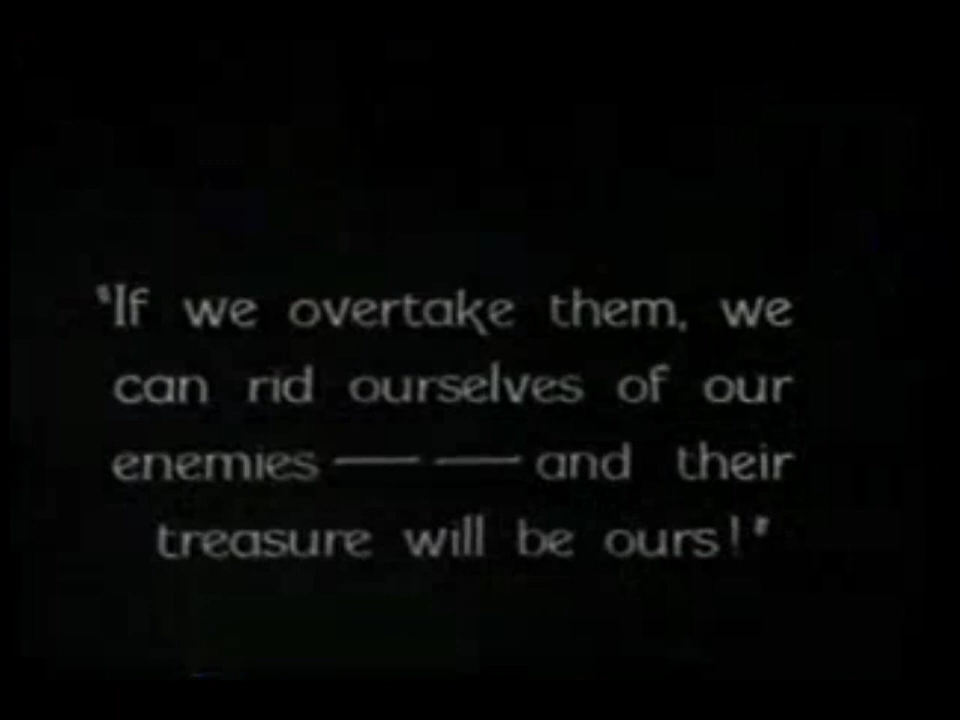 "If we overtake them, we
can rid ourselves of our
enemies — — and their
treasure will be ours!"